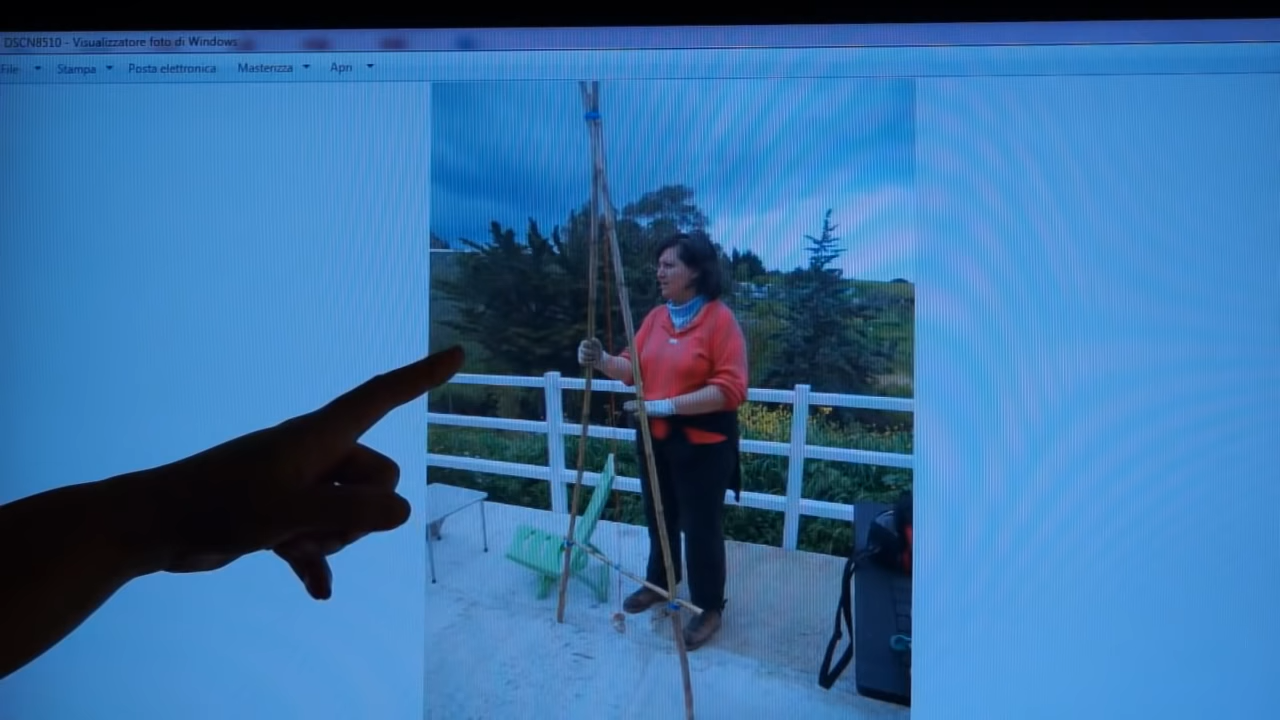 DSCN8510 - Visualizzatore foto di Windows
File Stampa Posta elettronica Masterizza Apri